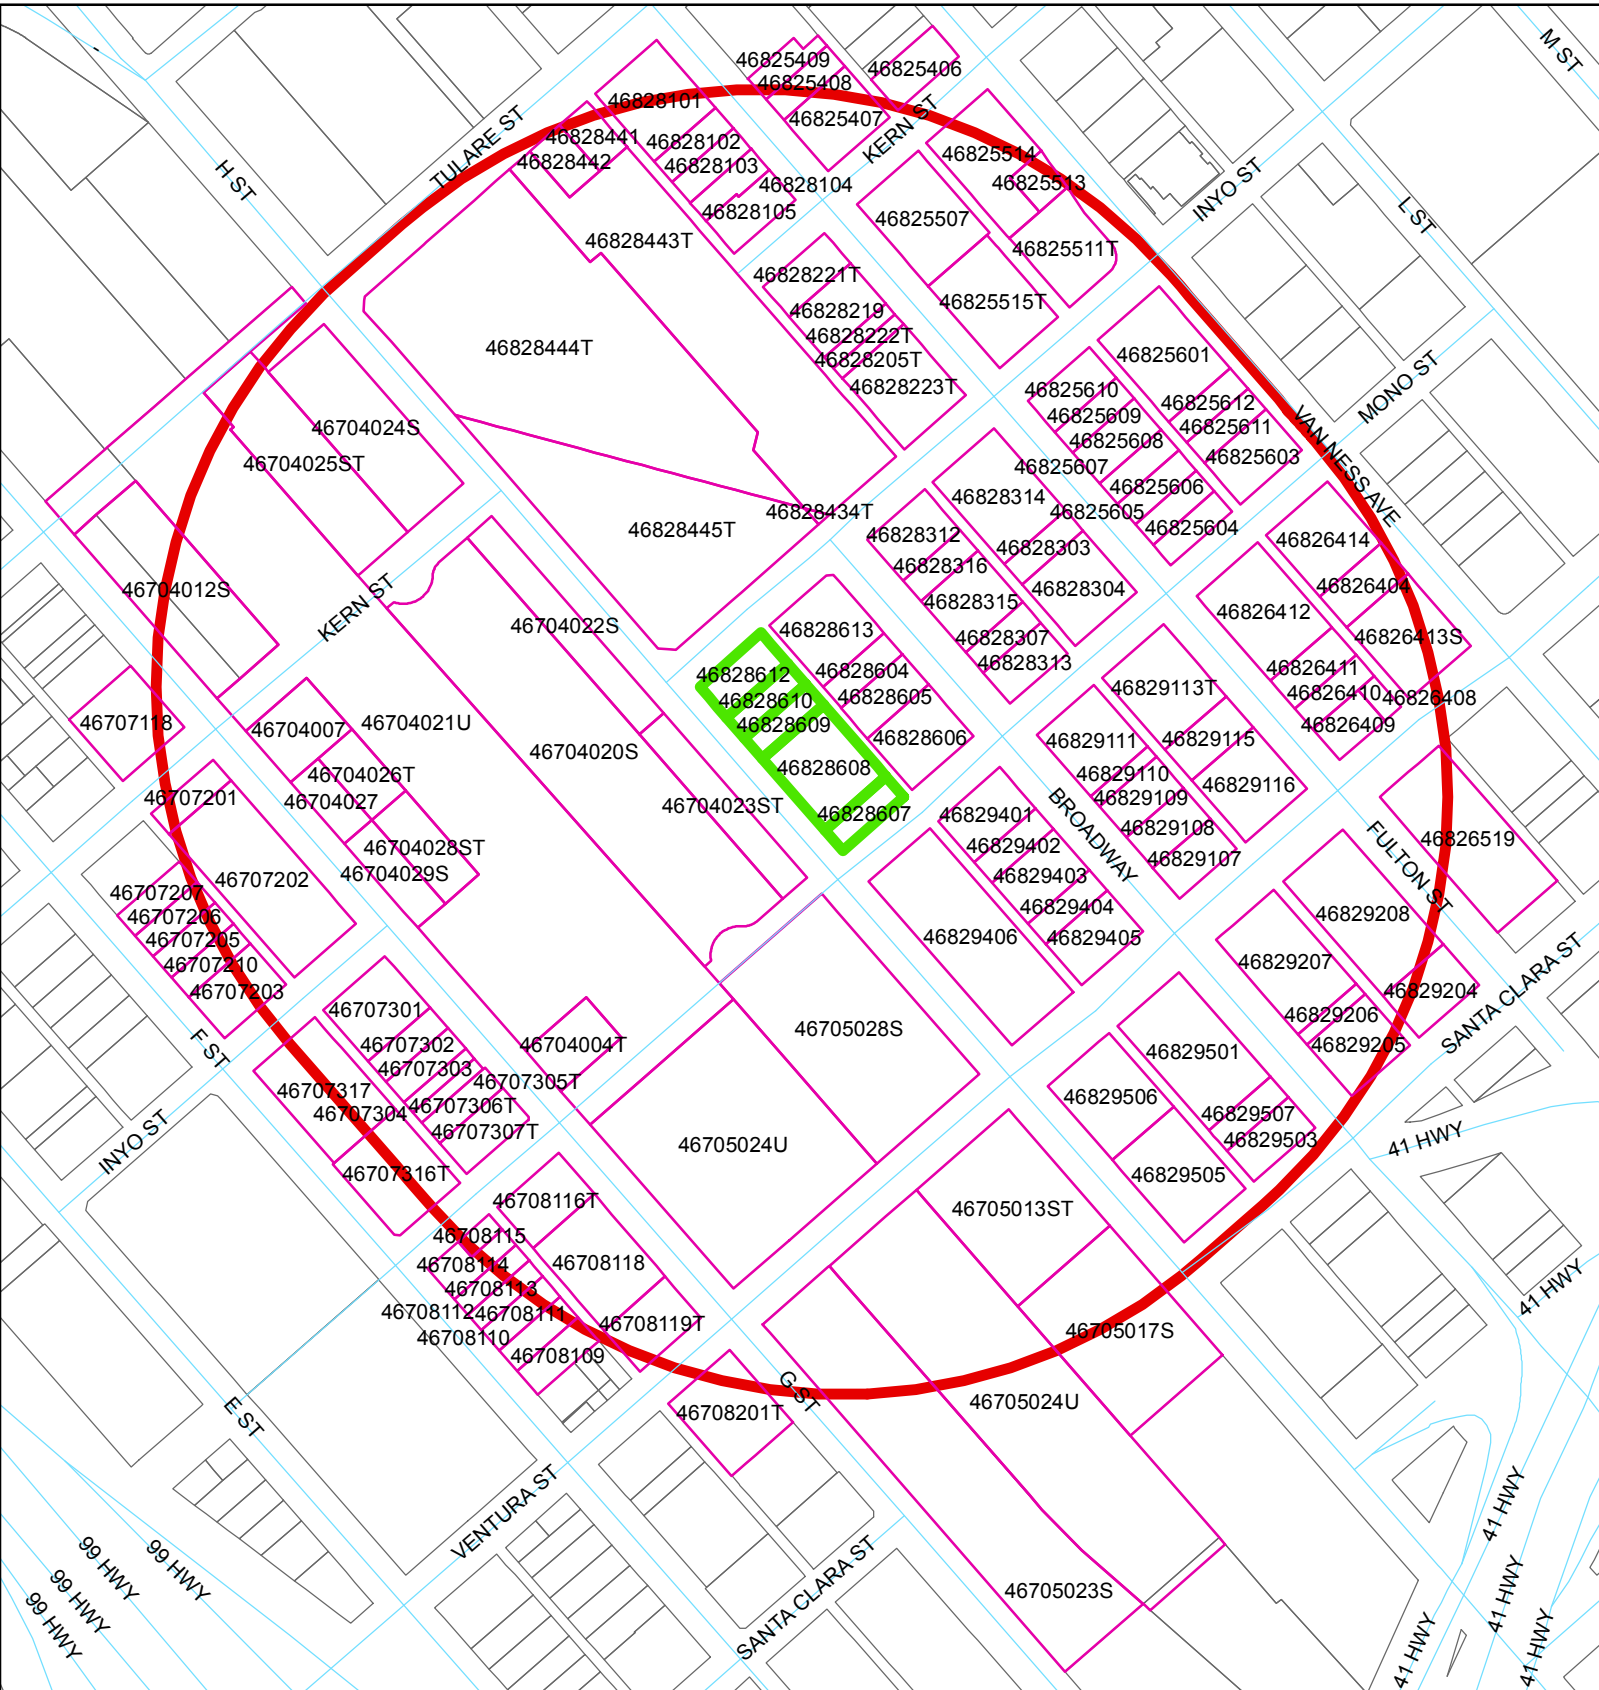 M ST
46825409
46825406
46825408
46828101
46825407
KERN ST
TULARE ST
46828441
46828102
46828442
46828103
46825514
H ST
46828104
46825513
INYO ST
46828105
46825507
L ST
46828443T
46825511T
46828221T
46825515T
46828219
46828222T
46828444T
46825601
46828205T
46828223T
46825610
MONO ST
46825612
46825609
46704024S
46825611
46825608
VAN NESS AVE
46704025ST
46825603
46825607
46825606
46828314
46828434T
46825605
46828445T
46825604
46828312
46826414
46828303
46828316
46704012S
46828304
46826404
KERN ST
46828315
46826412
46704022S
46828613
46828307
46826413S
46828313
46826411
46828612
46828604
46829113T
46826410
46828610
46828605
46826408
46707118
46704007
46704021U
46828609
46826409
46828606
46829111
46829115
46704020S
46828608
46704026T
46829110
46829116
46707201
46704027
46829109
46704023ST
46828607
46829401
BROADWAY
46829108
46826519
46704028ST
46829402
46829107
FULTON ST
46704029S
46829403
46707202
46707207
46829404
46829208
46707206
46829406
46829405
46707205
46829207
46707210
46707203
46829204
SANTA CLARA ST
46707301
46705028S
46829206
F ST
46707302
46704004T
46829205
46829501
46707303
46707305T
46707317
46829506
46707306T
46707304
46829507
46707307T
46829503
41 HWY
INYO ST
46705024U
46707316T
46829505
46708116T
46705013ST
46708115
46708114
46708118
41 HWY
46708113
46708112
46708111
46708119T
46705017S
46708110
46708109
G ST
46705024U
E ST
46708201T
VENTURA ST
41 HWY
99 HWY
99 HWY
99 HWY
99 HWY
46705023S
SANTA CLARA ST
41 HWY
41 HWY
41 HWY